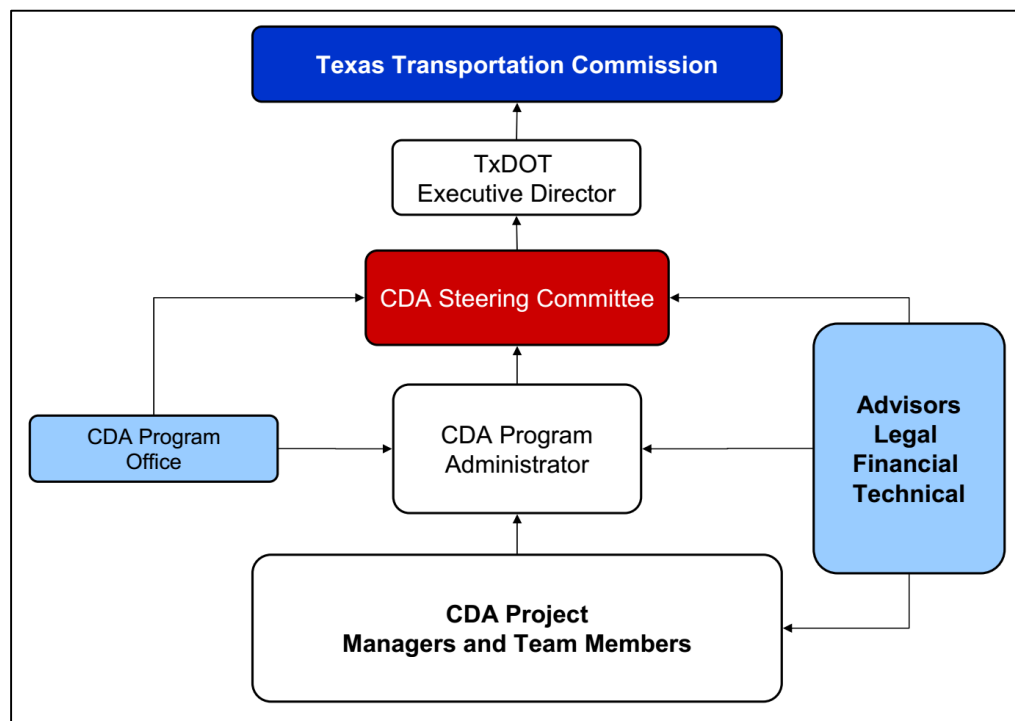 Texas Transportation Commission
TxDOT
Executive Director
CDA Steering Committee
CDA Program
Office
CDA Program
Administrator
Advisors
Legal
Financial
Technical
CDA Project
Managers and Team Members